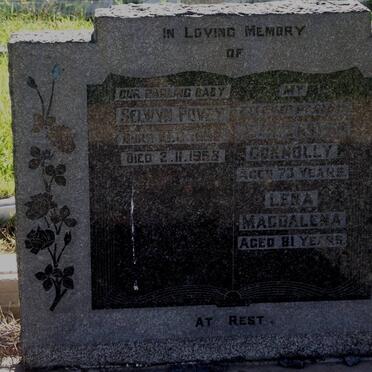 IN LOVING MEMORY
OF
OUR DARLING BABY
SELWYN POVEY
DIED 2.11.1953
MY
CONNOLLY
AGED 73 YEARS
LENA
MAGDALENA
AGED 81 YEARS
AT REST.